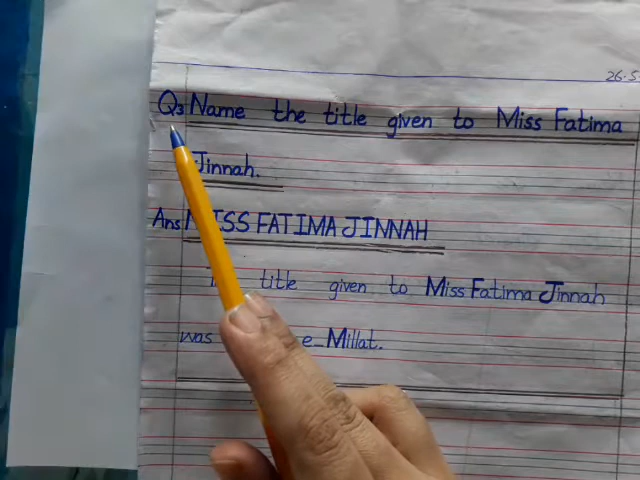 26.5
Q3 Name the title given to Miss Fatima
Jinnah.
Ans MISS FATIMA JINNAH
title given to Miss Fatima Jinnah
was Millat.